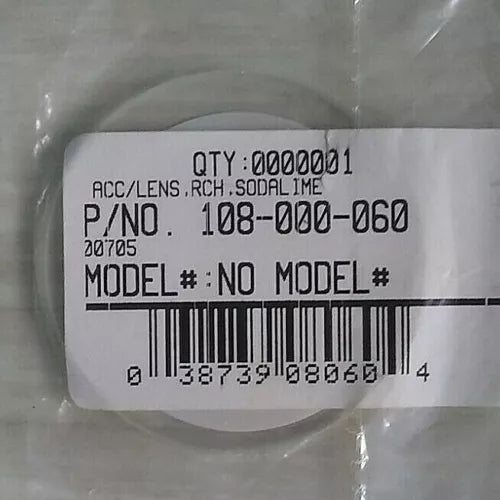 QTY:0000001
ACC/LENS,RCH.SODALIME
P/NO. 108-000-060
00705
MODEL#:NO MODEL#
0 38739 08060 4